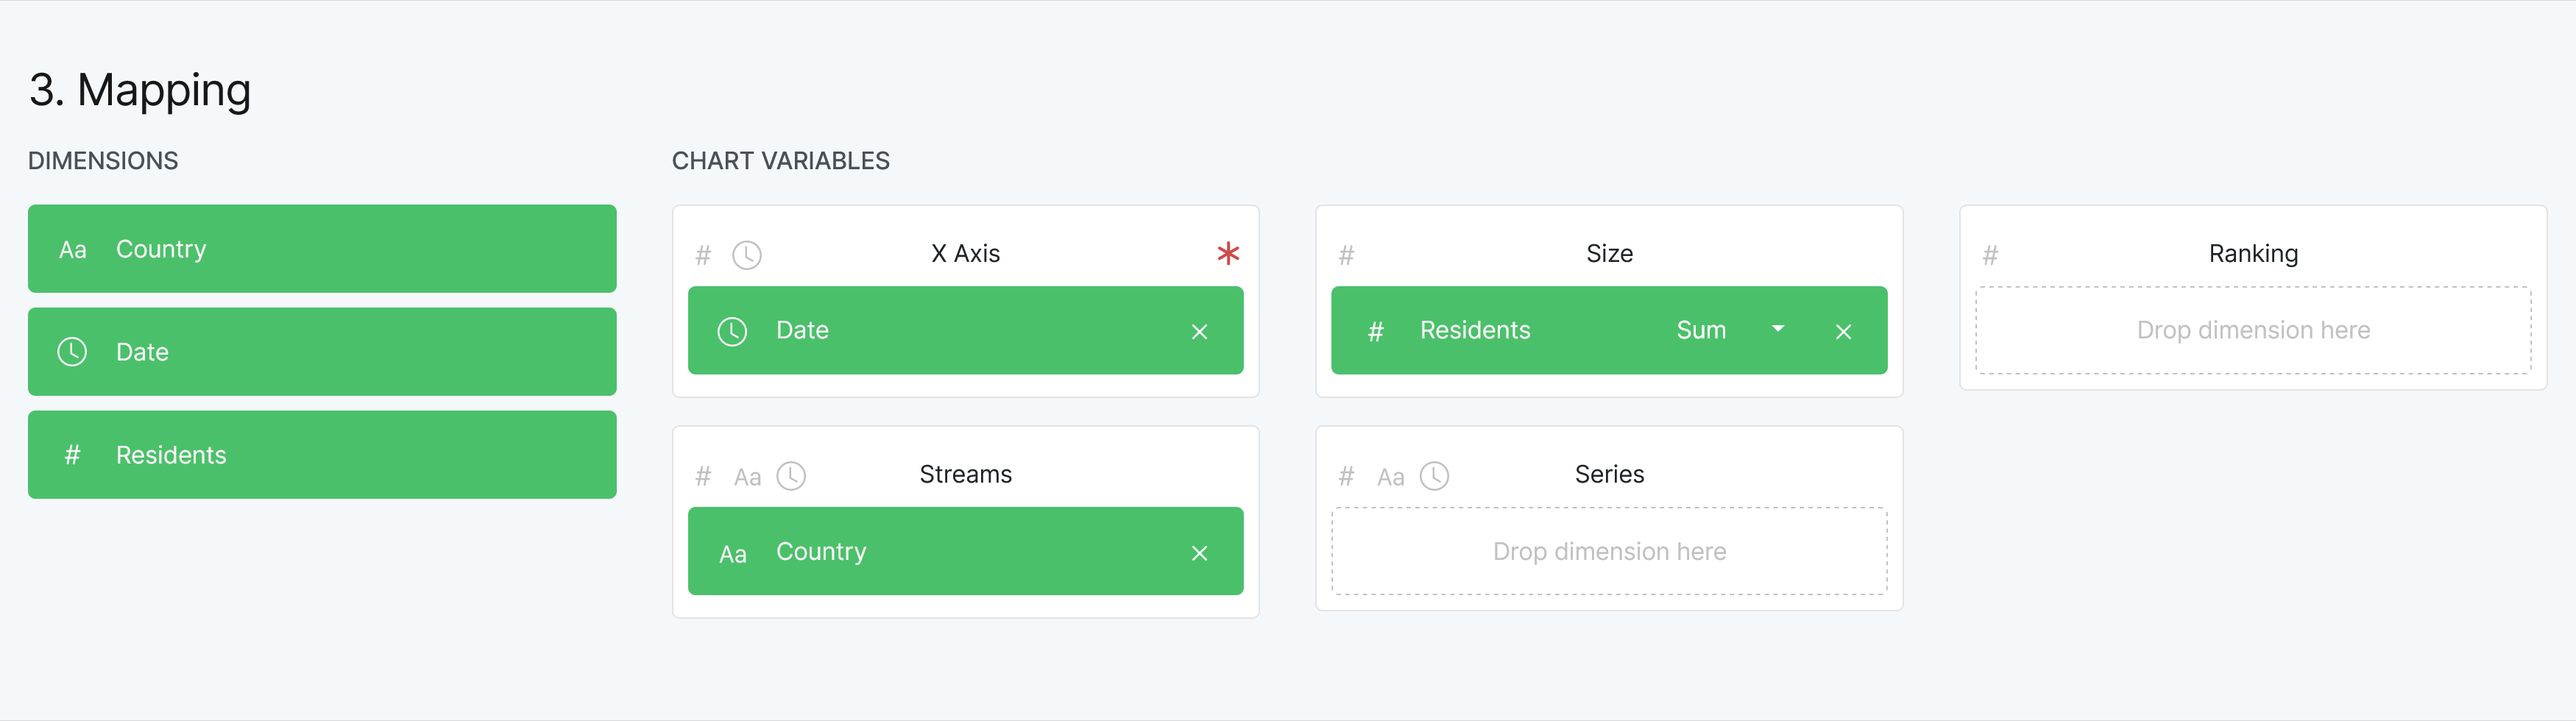 3. Mapping
DIMENSIONS
Aa Country
Date
# Residents
CHART VARIABLES
# X Axis *
Date ×
# Size
# Residents Sum ×
# Ranking
Drop dimension here
# Aa Streams
Aa Country ×
# Aa Series
Drop dimension here